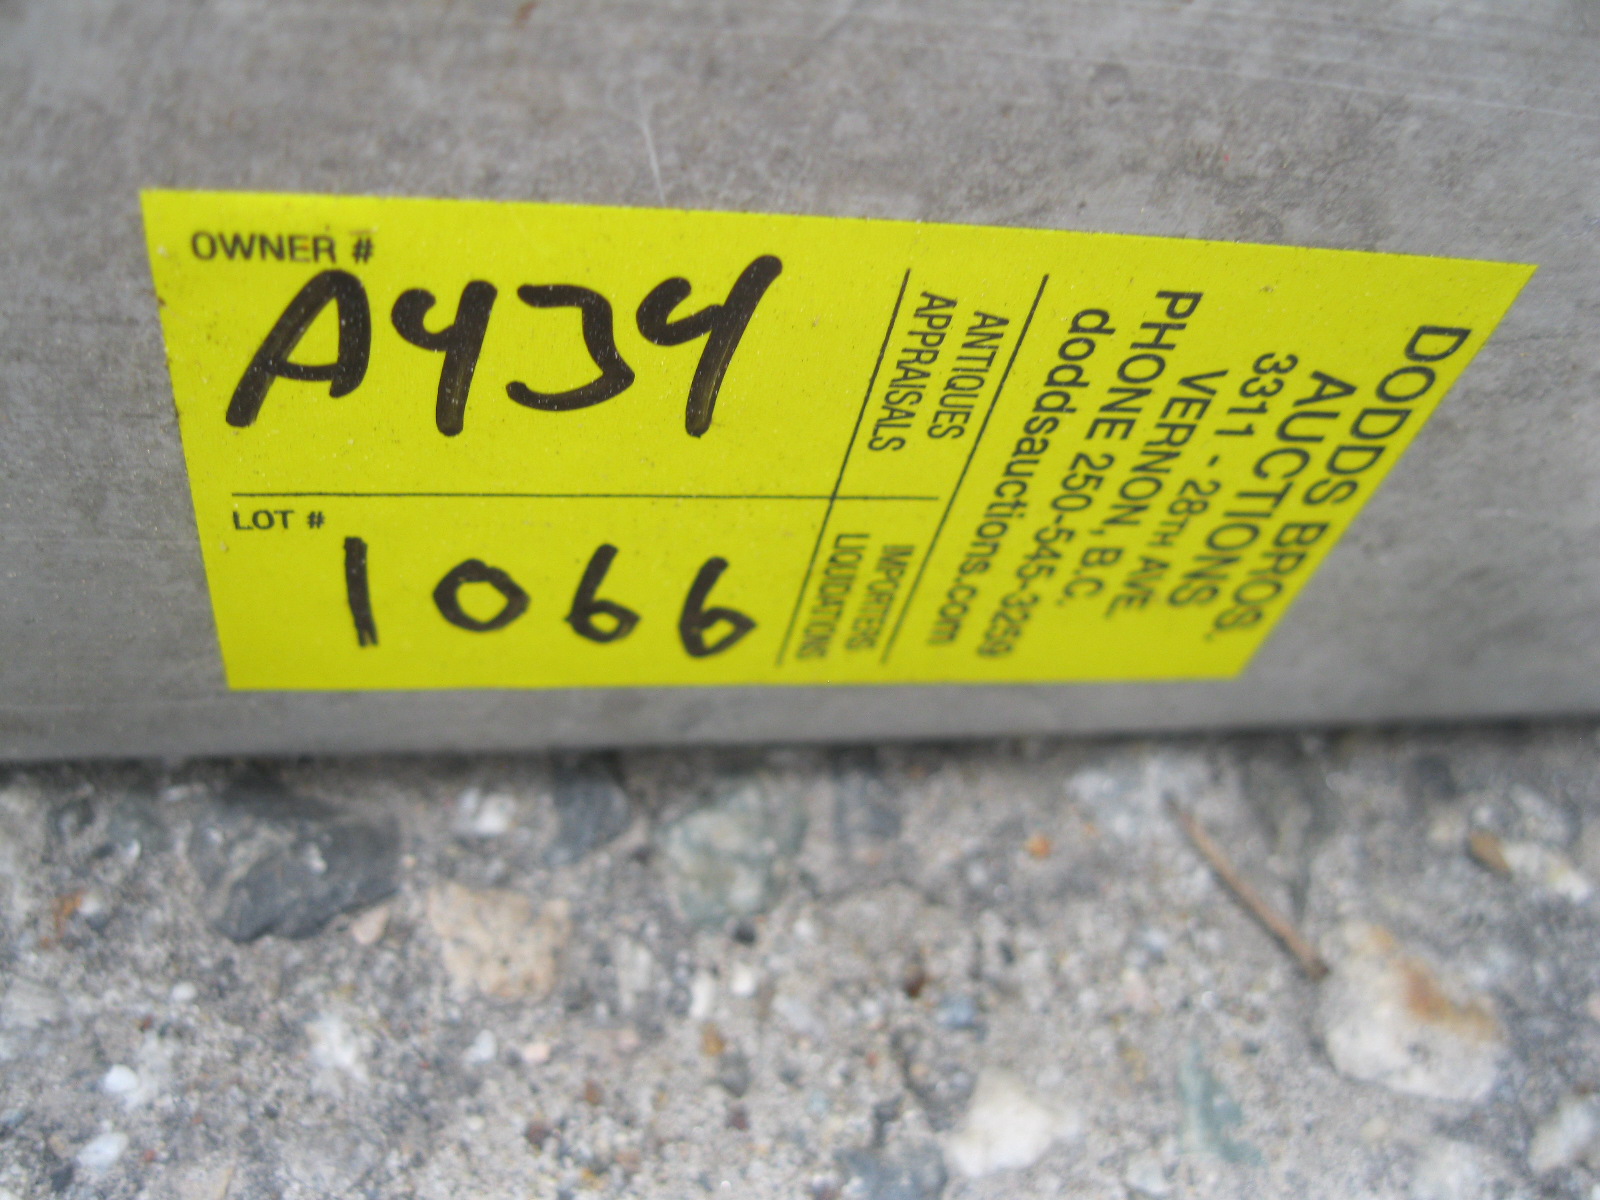 OWNER #
A434
LOT #
1066
ANTIQUES
APPRAISALS
IMPORTERS
LIQUIDATIONS
DODDS BROS.
AUCTIONS
3311 - 28TH AVE.
VERNON, B.C.
PHONE 250-545-3259
doddsauctions.com